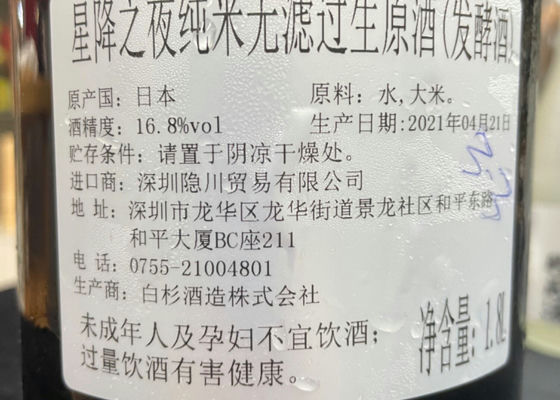 星降之夜纯米无滤过生原酒(发酵酒)
原产国: 日本 原料: 水,大米。
酒精度: 16.8%vol 生产日期:2021年04月21日
贮存条件: 请置于阴凉干燥处。
进口商: 深圳隐川贸易有限公司
地 址: 深圳市龙华区龙华街道景龙社区和平东路
和平大厦BC座211
电 话: 0755-21004801
生产商: 白杉酒造株式会社
净含量: 1.8L
未成年人及孕妇不宜饮酒;
过量饮酒有害健康。